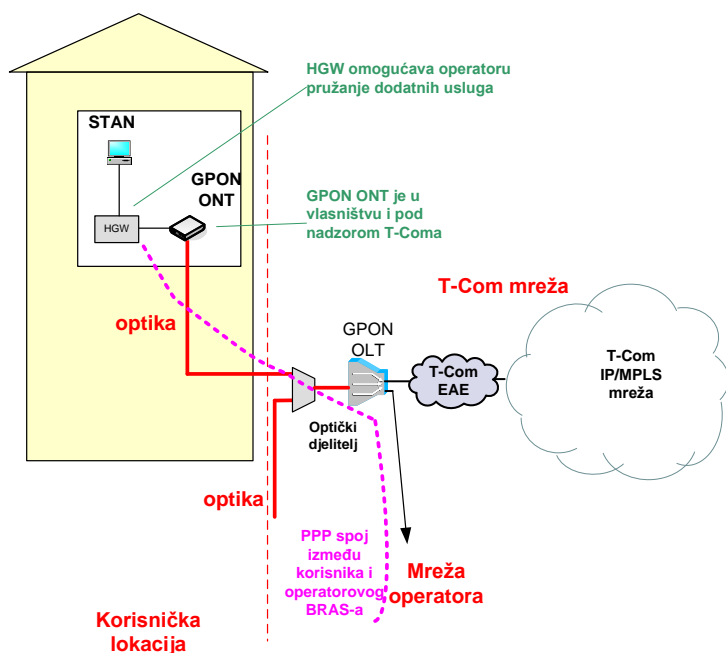 HGW omogućava operatoru
pružanje dodatnih usluga
STAN
GPON
ONT
HGW
GPON ONT je u
vlasništvu i pod
nadzorom T-Coma
T-Com mreža
optika
GPON
OLT
T-Com
EAE
T-Com
IP/MPLS
mreža
Optički
djelitelj
optika
PPP spoj
između
korisnika i
operatorovog
BRAS-a
Mreža
operatora
Korisnička
lokacija